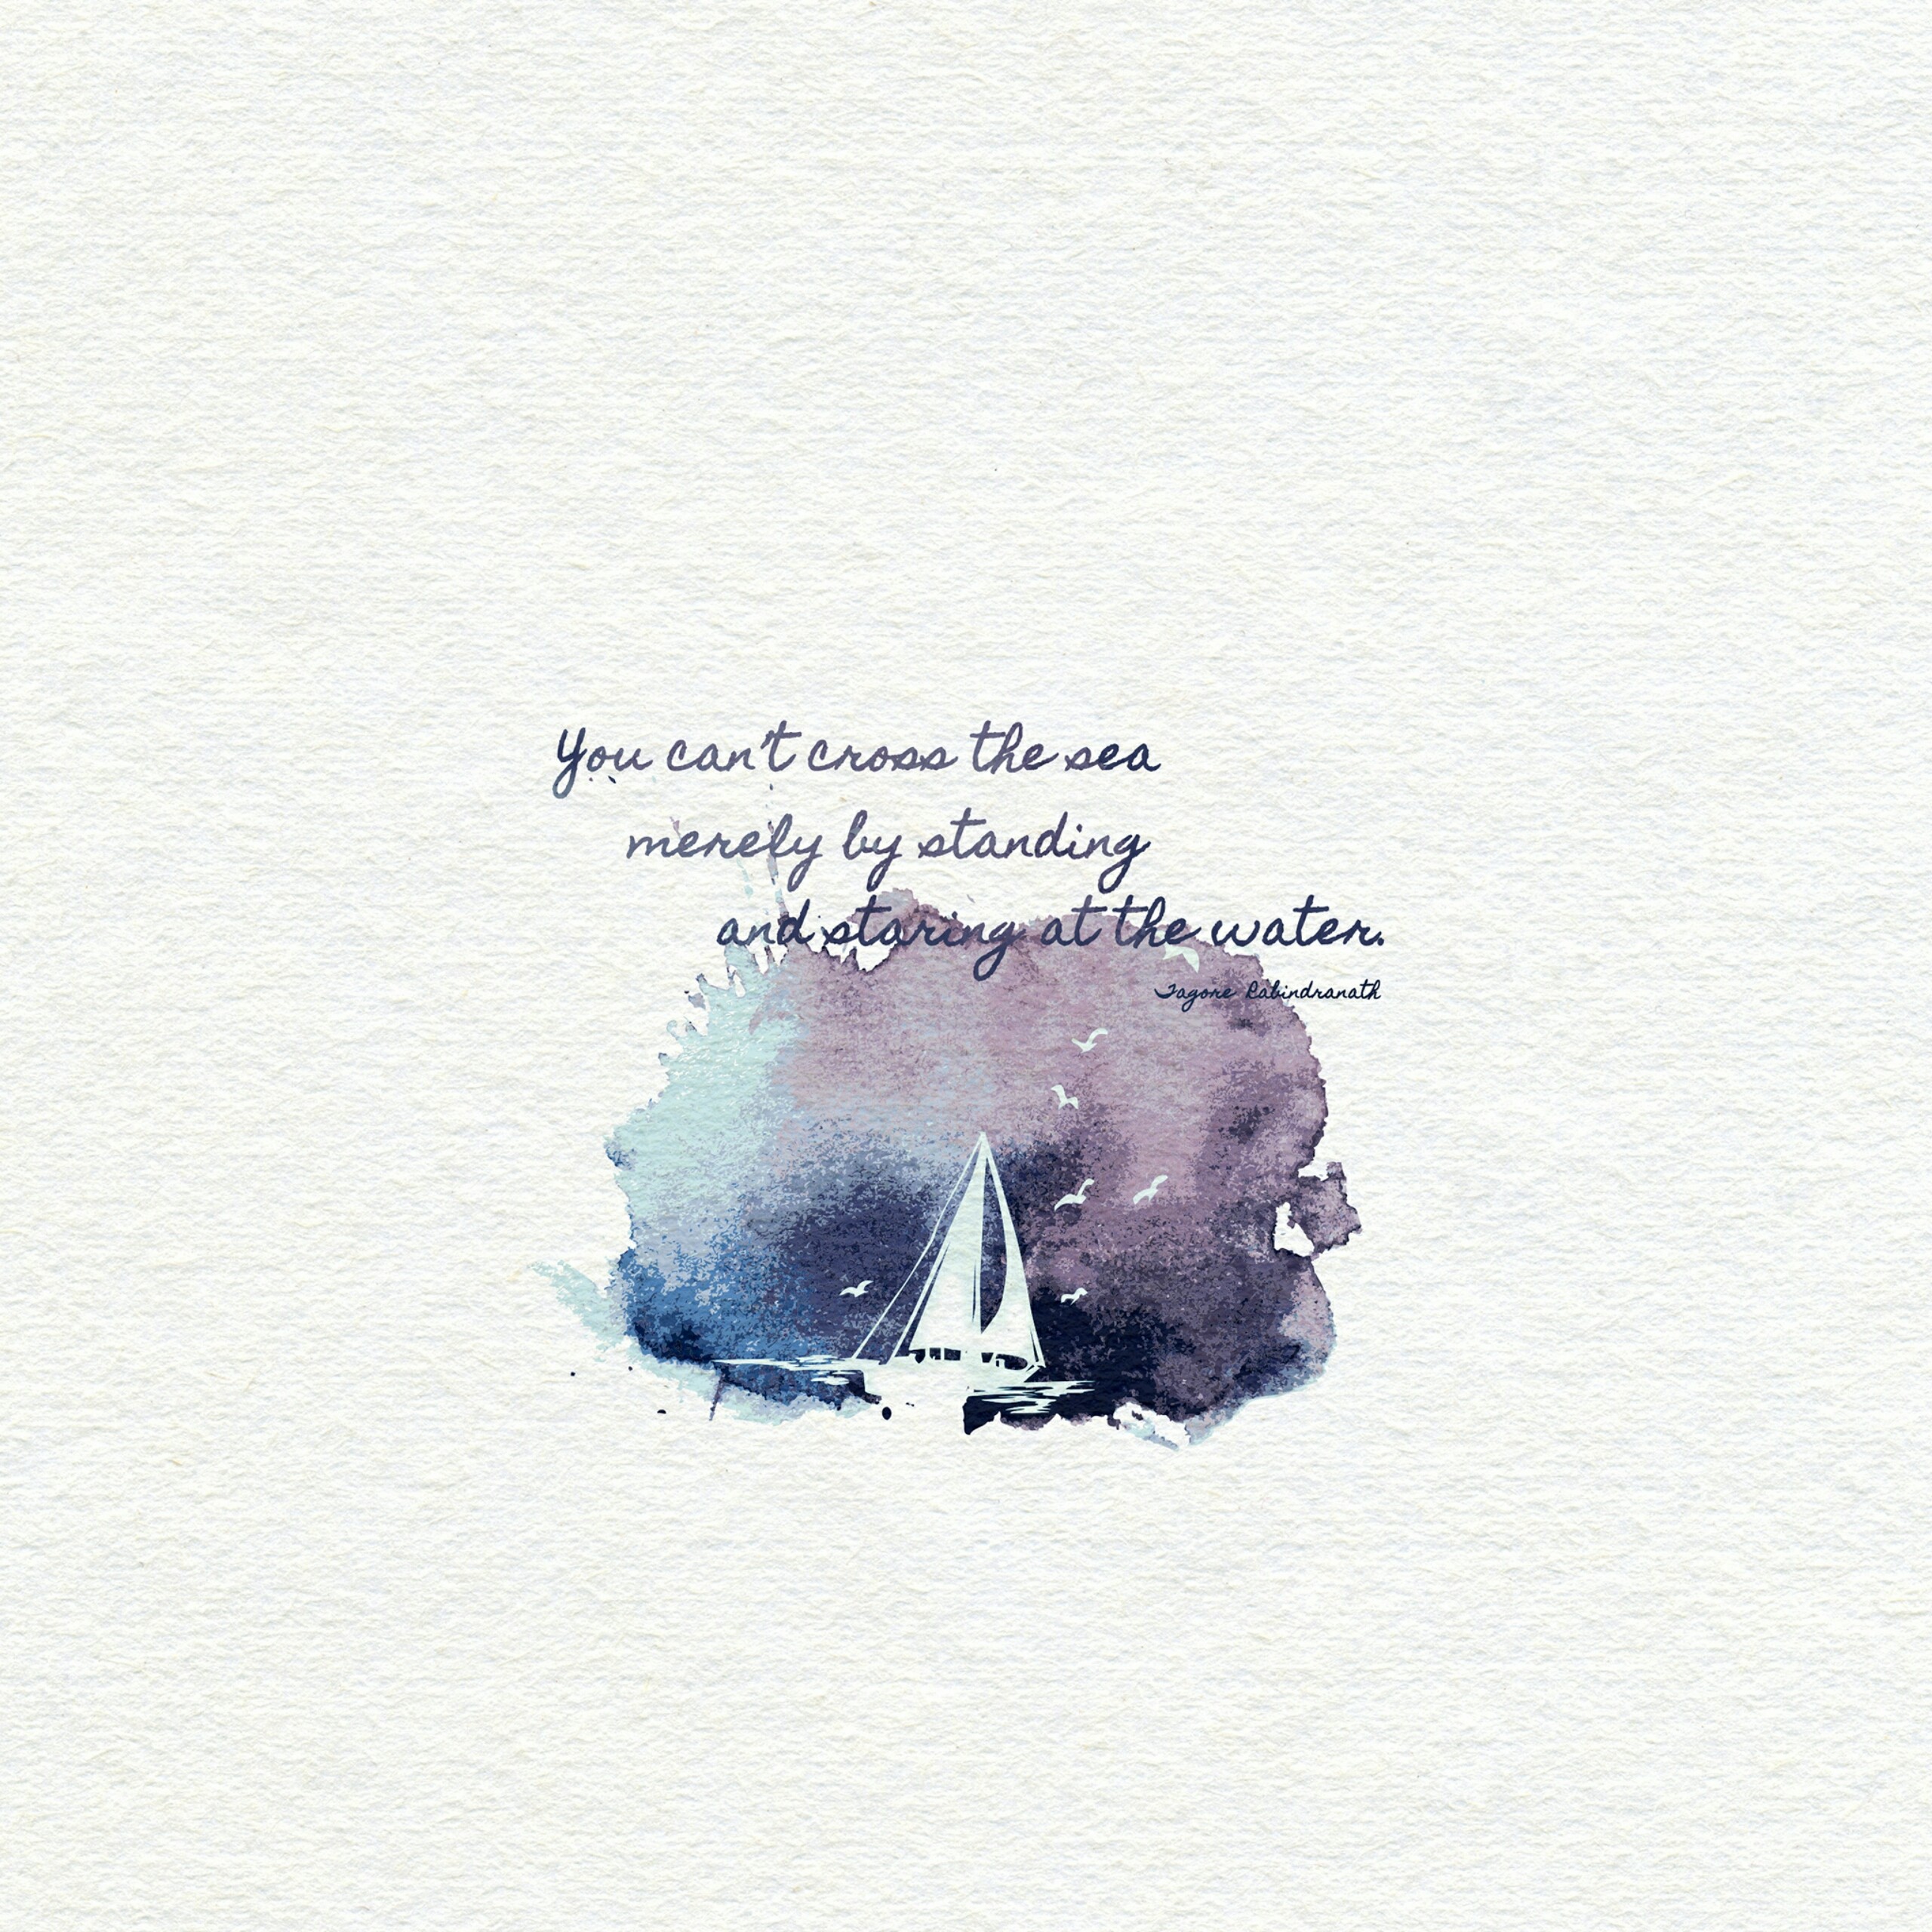 You can't cross the sea
merely by standing
and staring at the water.
Tagore Rabindranath